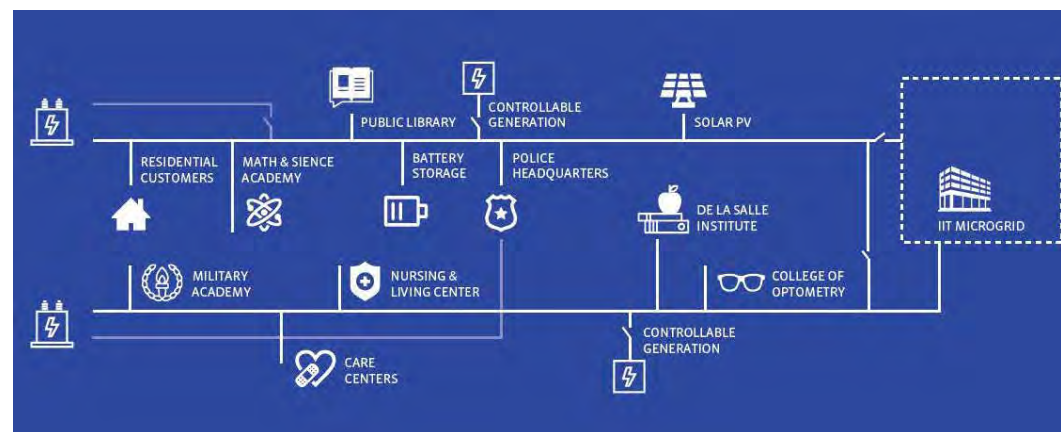 PUBLIC LIBRARY
CONTROLLABLE
GENERATION
SOLAR PV
RESIDENTIAL
CUSTOMERS
MATH & SIENCE
ACADEMY
BATTERY
STORAGE
POLICE
HEADQUARTERS
DE LA SALLE
INSTITUTE
IIT MICROGRID
MILITARY
ACADEMY
NURSING &
LIVING CENTER
COLLEGE OF
OPTOMETRY
CARE
CENTERS
CONTROLLABLE
GENERATION